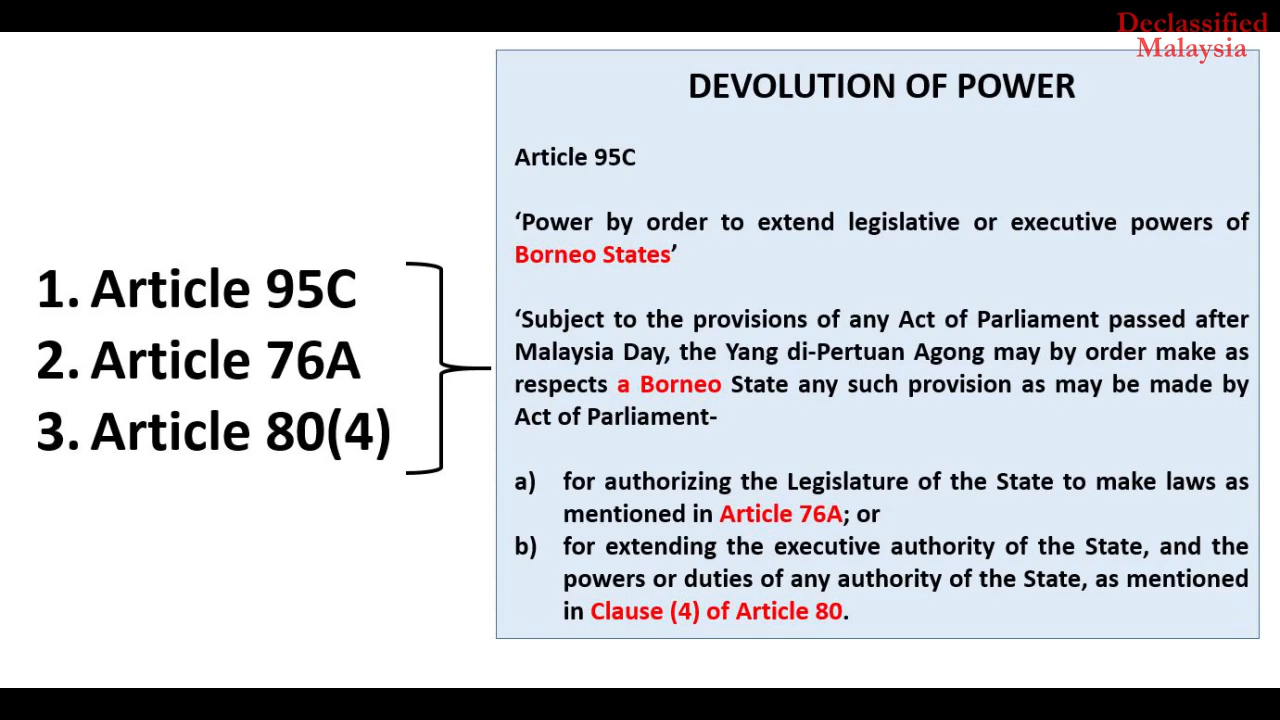 Declassified
Malaysia
1. Article 95C
2. Article 76A
3. Article 80(4)
DEVOLUTION OF POWER
Article 95C
‘Power by order to extend legislative or executive powers of
Borneo States’
‘Subject to the provisions of any Act of Parliament passed after
Malaysia Day, the Yang di-Pertuan Agong may by order make as
respects a Borneo State any such provision as may be made by
Act of Parliament-
a) for authorizing the Legislature of the State to make laws as
mentioned in Article 76A; or
b) for extending the executive authority of the State, and the
powers or duties of any authority of the State, as mentioned
in Clause (4) of Article 80.